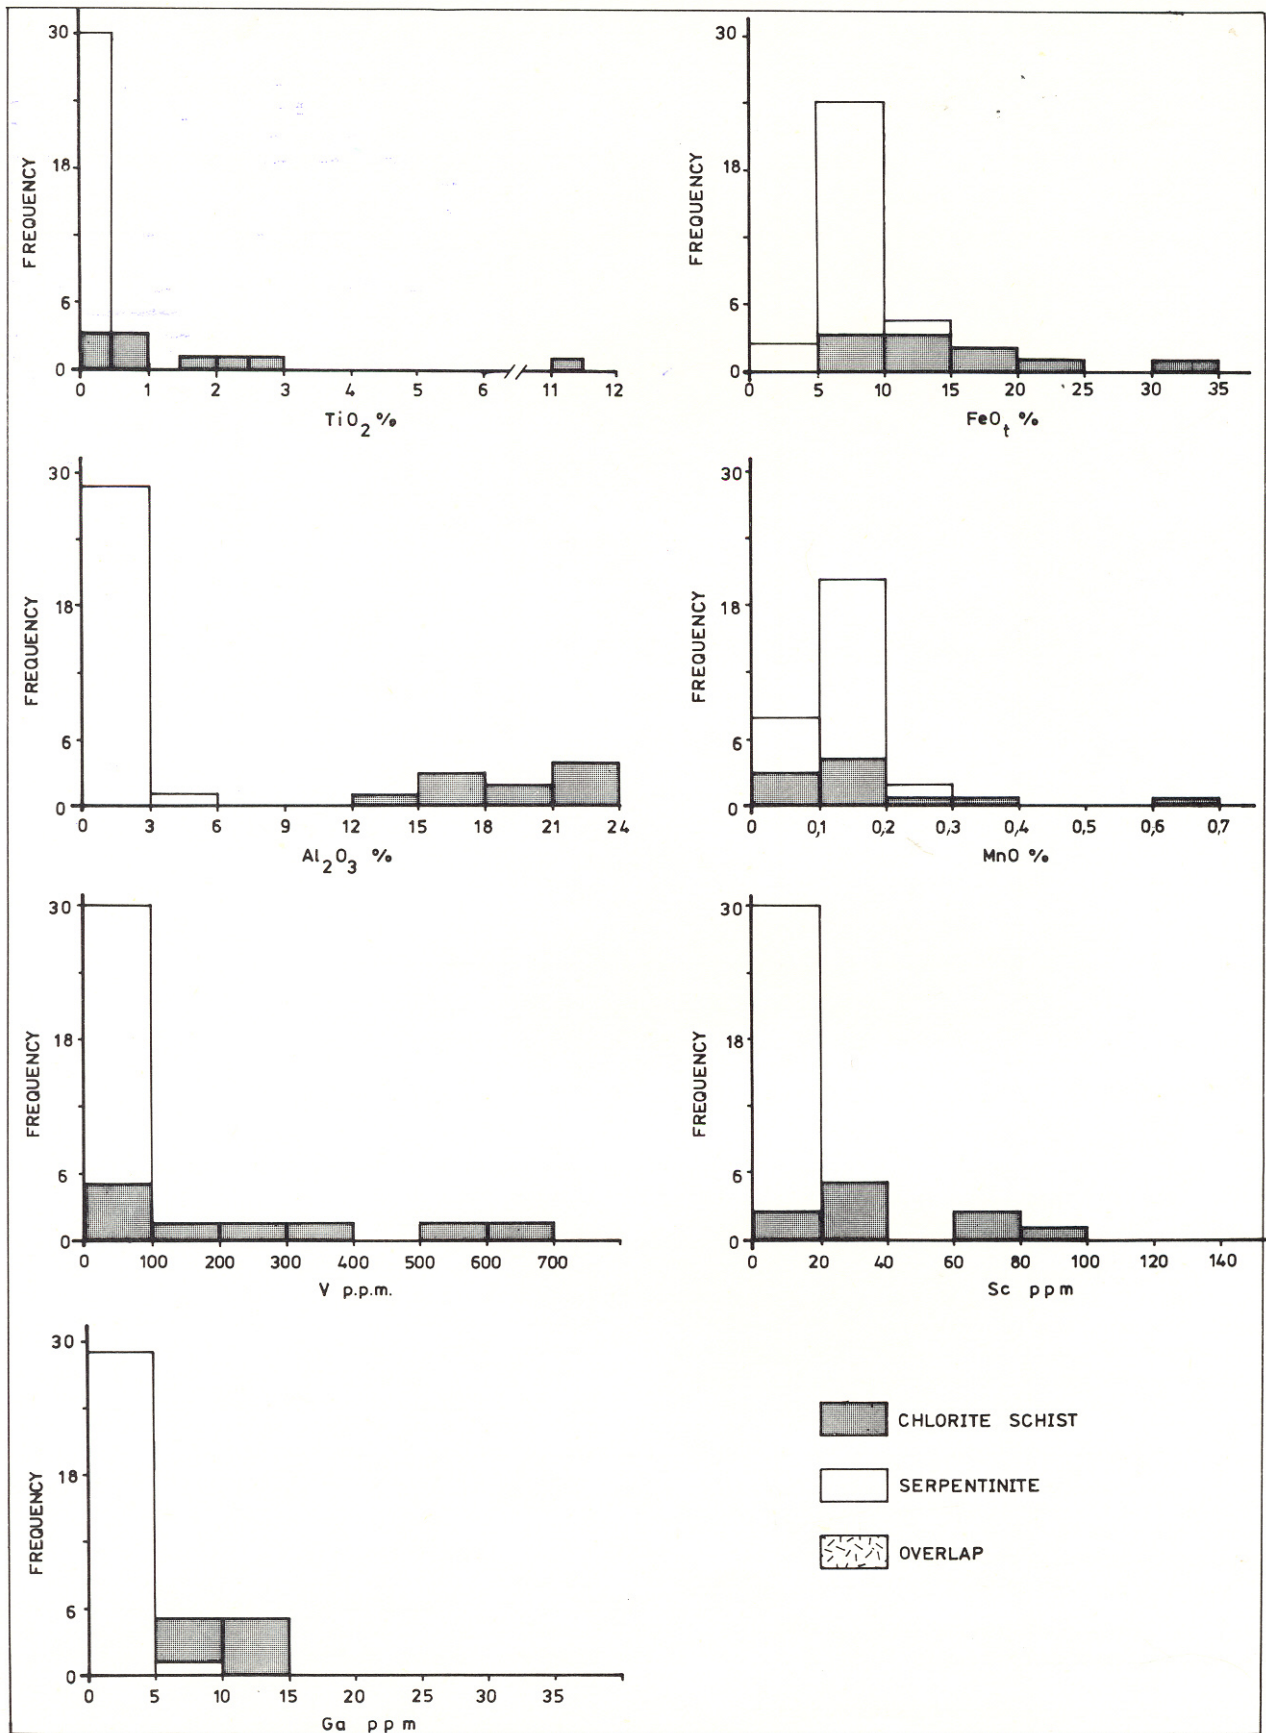 30
18
6
0
FREQUENCY
0 1 2 3 4 5 6 11 12
TiO2 %
30
18
6
0
FREQUENCY
0 5 10 15 20 25 30 35
FeOt %
30
18
6
0
FREQUENCY
0 3 6 9 12 15 18 21 24
Al2O3 %
30
18
6
0
FREQUENCY
0 0,1 0,2 0,3 0,4 0,5 0,6 0,7
MnO %
30
18
6
0
FREQUENCY
0 100 200 300 400 500 600 700
V p.p.m.
30
18
6
0
FREQUENCY
0 20 40 60 80 100 120 140
Sc ppm
30
18
6
0
FREQUENCY
0 5 10 15 20 25 30 35
Ga ppm
CHLORITE SCHIST
SERPENTINITE
OVERLAP